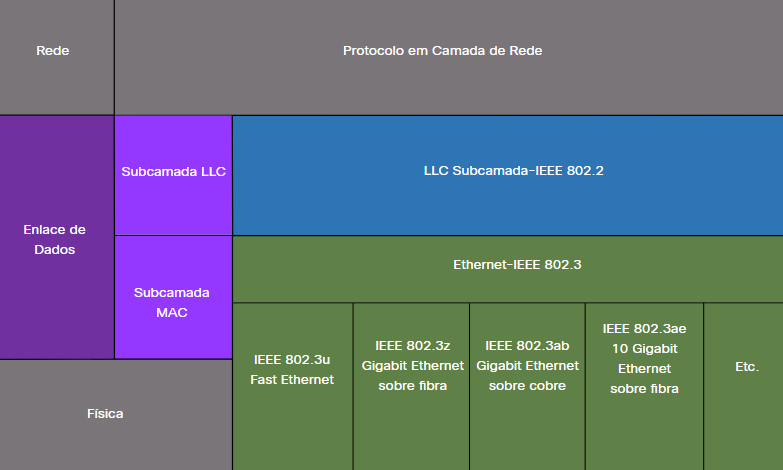 Rede
Protocolo em Camada de Rede
Enlace de
Dados
Subcamada LLC
LLC Subcamada-IEEE 802.2
Subcamada
MAC
Ethernet-IEEE 802.3
IEEE 802.3u
Fast Ethernet
IEEE 802.3z
Gigabit Ethernet
sobre fibra
IEEE 802.3ab
Gigabit Ethernet
sobre cobre
IEEE 802.3ae
10 Gigabit
Ethernet
sobre fibra
Etc.
Física